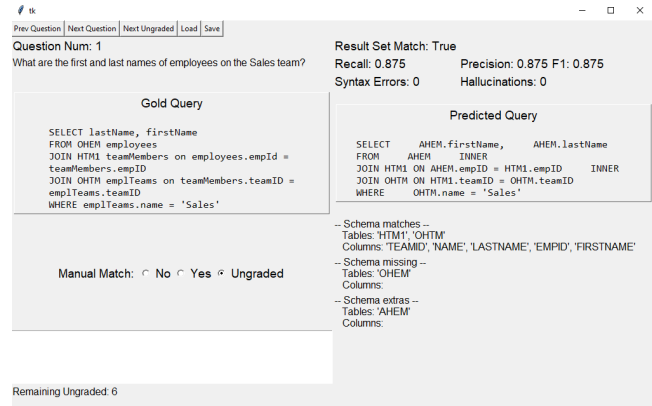 tk
Prev Question Next Question Next Ungraded Load Save
Question Num: 1
What are the first and last names of employees on the Sales team?
Gold Query
SELECT lastName, firstName
FROM OHEM employees
JOIN HTM1 teamMembers on employees.empId =
teamMembers.empID
JOIN OHTM emplTeams on teamMembers.teamID =
emplTeams.teamID
WHERE emplTeams.name = 'Sales'
Manual Match: No Yes Ungraded
Remaining Ungraded: 6
Result Set Match: True
Recall: 0.875 Precision: 0.875 F1: 0.875
Syntax Errors: 0 Hallucinations: 0
Predicted Query
SELECT AHEM.firstName, AHEM.lastName
FROM AHEM INNER
JOIN HTM1 ON AHEM.empID = HTM1.empID INNER
JOIN OHTM ON HTM1.teamID = OHTM.teamID
WHERE OHTM.name = 'Sales'
-- Schema matches --
Tables: 'HTM1', 'OHTM'
Columns: 'TEAMID', 'NAME', 'LASTNAME', 'EMPID', 'FIRSTNAME'
-- Schema missing --
Tables: 'OHEM'
Columns:
-- Schema extras --
Tables: 'AHEM'
Columns: